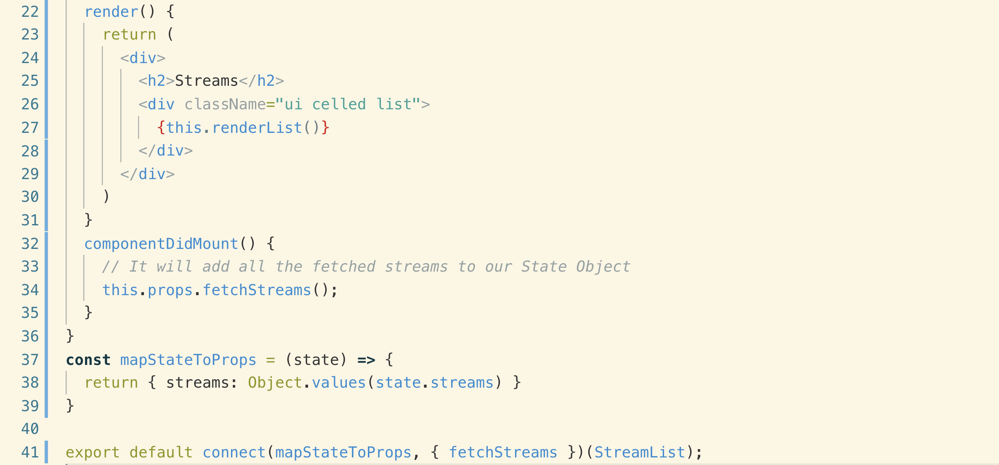 22 render() {
23 return (
24 <div>
25 <h2>Streams</h2>
26 <div className="ui celled list">
27 {this.renderList()}
28 </div>
29 </div>
30 )
31 }
32 componentDidMount() {
33 // It will add all the fetched streams to our State Object
34 this.props.fetchStreams();
35 }
36 }
37 const mapStateToProps = (state) => {
38 return { streams: Object.values(state.streams) }
39 }
40
41 export default connect(mapStateToProps, { fetchStreams })(StreamList);